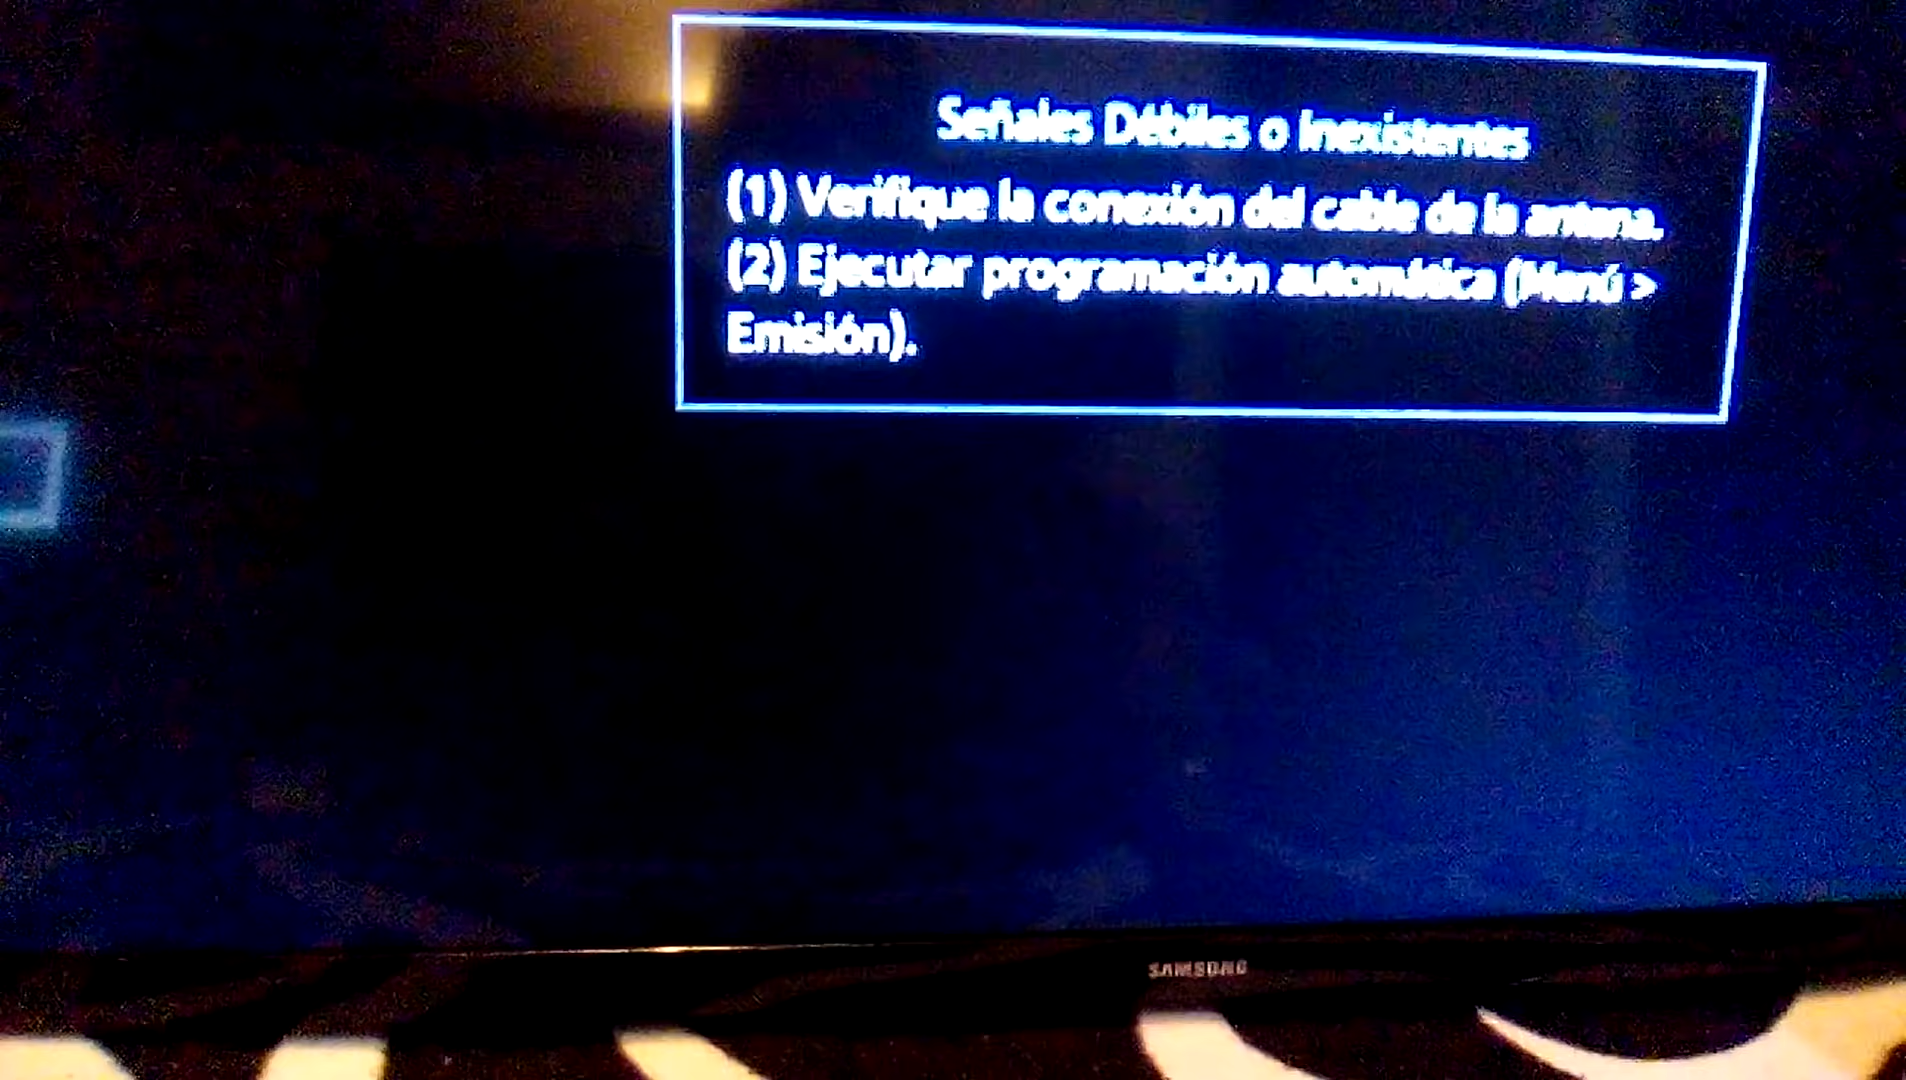 Señales Débiles o Inexistentes
(1) Verifique la conexión del cable de la antena.
(2) Ejecutar programación automática (Menú >
Emisión).
SAMSUNG